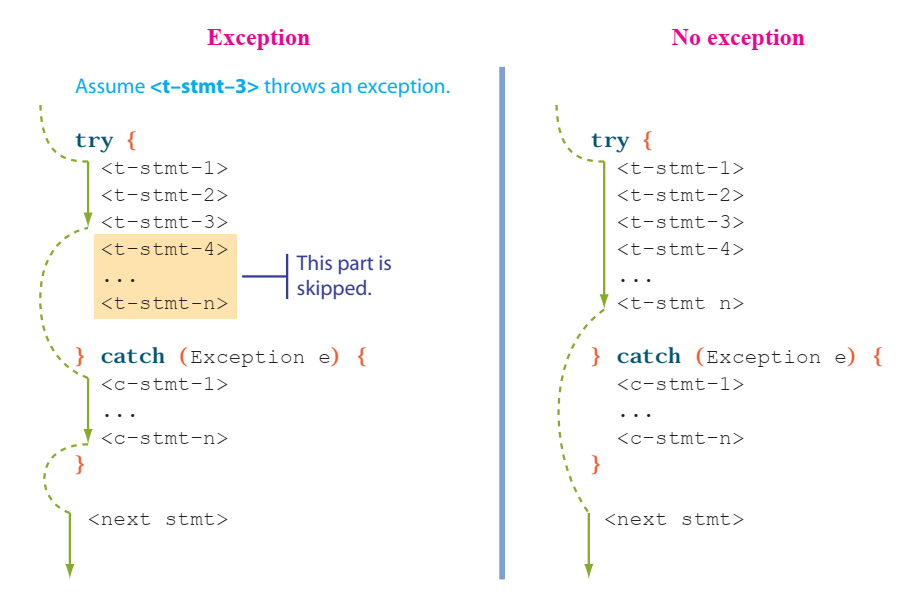 Exception
Assume <t–stmt–3> throws an exception.
try {
<t-stmt-1>
<t-stmt-2>
<t-stmt-3>
<t-stmt-4>
...
<t-stmt-n>
This part is
skipped.
} catch (Exception e) {
<c-stmt-1>
...
<c-stmt-n>
}
<next stmt>
No exception
try {
<t-stmt-1>
<t-stmt-2>
<t-stmt-3>
<t-stmt-4>
...
<t-stmt n>
} catch (Exception e) {
<c-stmt-1>
...
<c-stmt-n>
}
<next stmt>